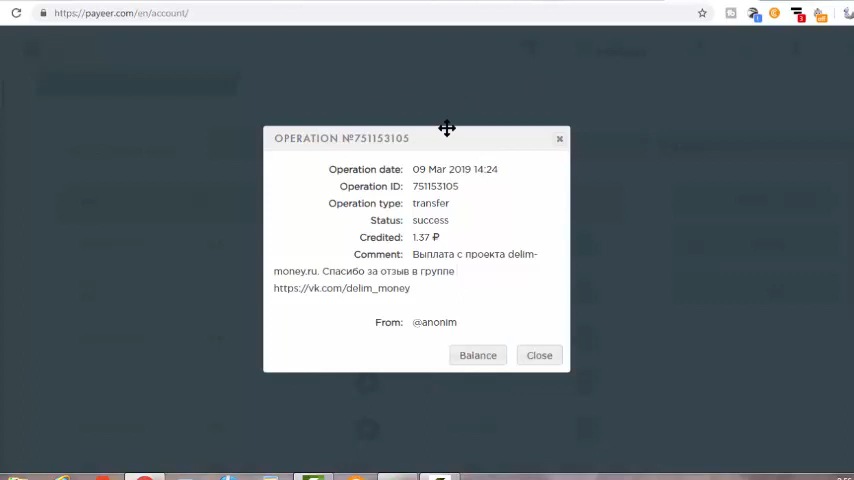 https://payeer.com/en/account/
OPERATION №751153105
Operation date: 09 Mar 2019 14:24
Operation ID: 751153105
Operation type: transfer
Status: success
Credited: 1.37 ₽
Comment: Выплата с проекта delim-
money.ru. Спасибо за отзыв в группе
https://vk.com/delim_money
From: @anonim
Balance
Close